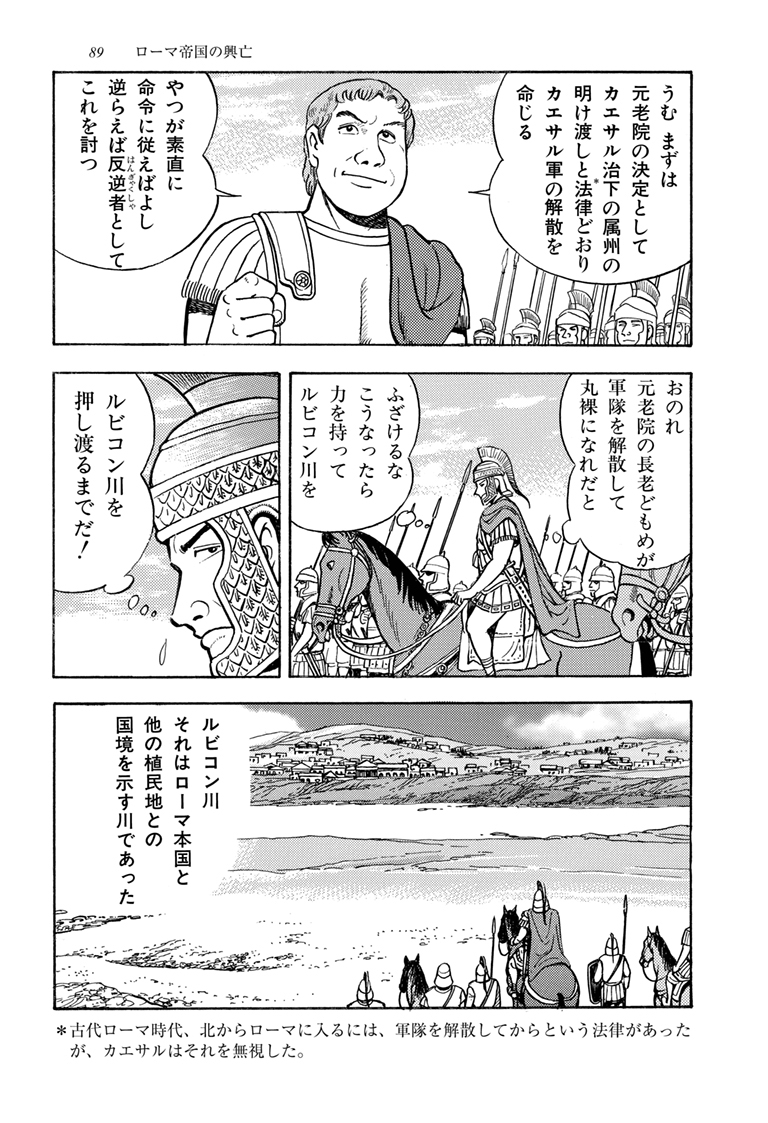 89 ローマ帝国の興亡
うむ まずは
元老院の決定として
カエサル治下の属州の
明け渡しと法律*どおり
カエサル軍の解散を
命じる
やつが素直に
命令に従えばよし
逆らえば反逆者として
はんぎゃくしゃ
これを討つ
おのれ
元老院の長老どもめが
軍隊を解散して
丸裸になれだと
ふざけるな
こうなったら
力を持って
ルビコン川を
ルビコン川を
押し渡るまでだ!
ルビコン川
それはローマ本国と
他の植民地との
国境を示す川であった
*古代ローマ時代、北からローマに入るには、軍隊を解散してからという法律があった
が、カエサルはそれを無視した。